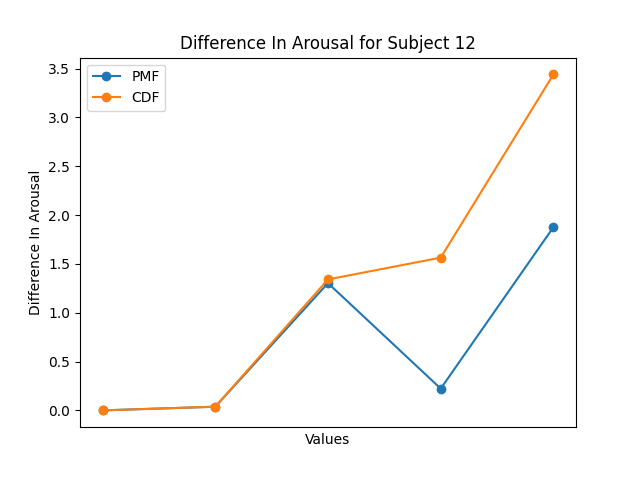 Difference In Arousal for Subject 12
PMF
CDF
3.5
3.0
2.5
2.0
1.5
1.0
0.5
0.0
Difference In Arousal
Values